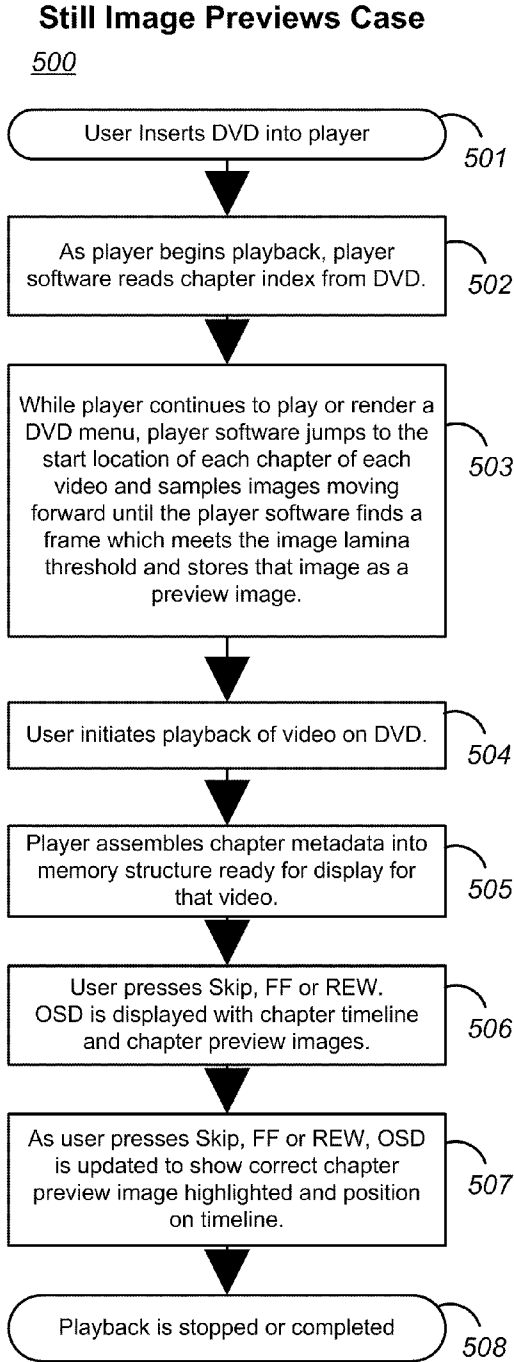 Still Image Previews Case
500
User Inserts DVD into player
501
As player begins playback, player
software reads chapter index from DVD.
502
While player continues to play or render a
DVD menu, player software jumps to the
start location of each chapter of each
video and samples images moving
forward until the player software finds a
frame which meets the image lamina
threshold and stores that image as a
preview image.
503
User initiates playback of video on DVD.
504
Player assembles chapter metadata into
memory structure ready for display for
that video.
505
User presses Skip, FF or REW.
OSD is displayed with chapter timeline
and chapter preview images.
506
As user presses Skip, FF or REW, OSD
is updated to show correct chapter
preview image highlighted and position
on timeline.
507
Playback is stopped or completed
508